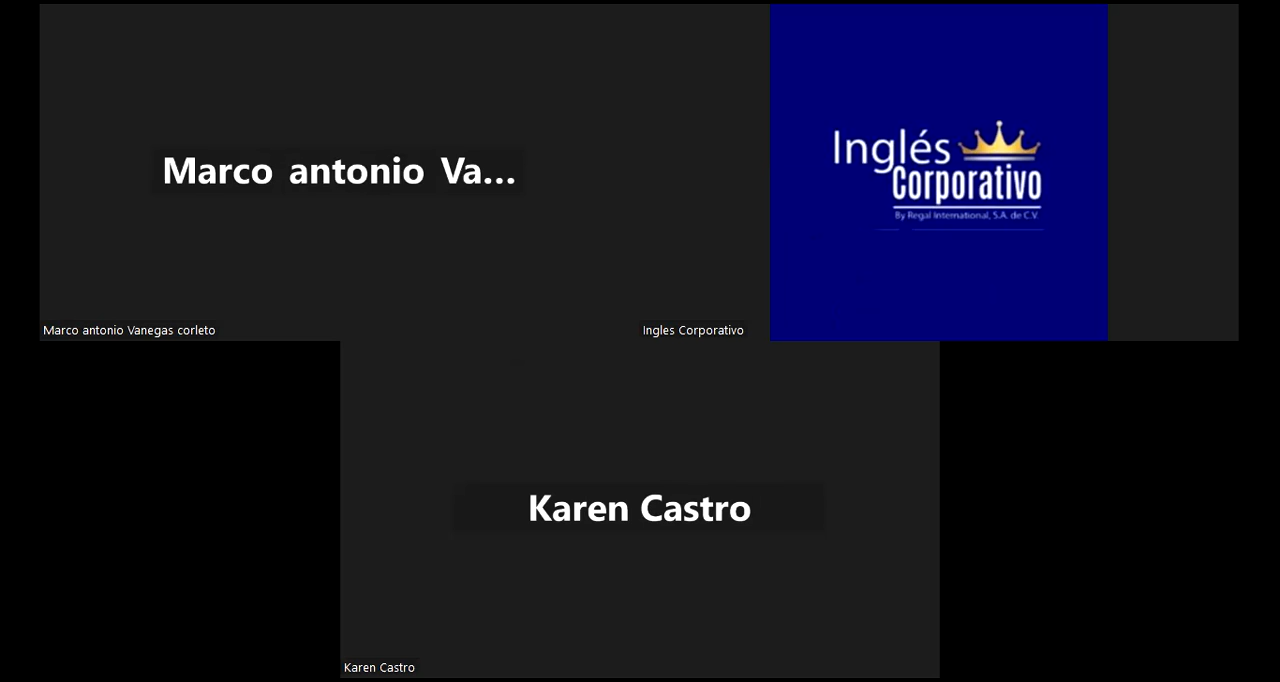 Marco antonio Va...
Marco antonio Vanegas corleto
Inglés
Corporativo
By Regal International, S.A. de C.V.
Ingles Corporativo
Karen Castro
Karen Castro